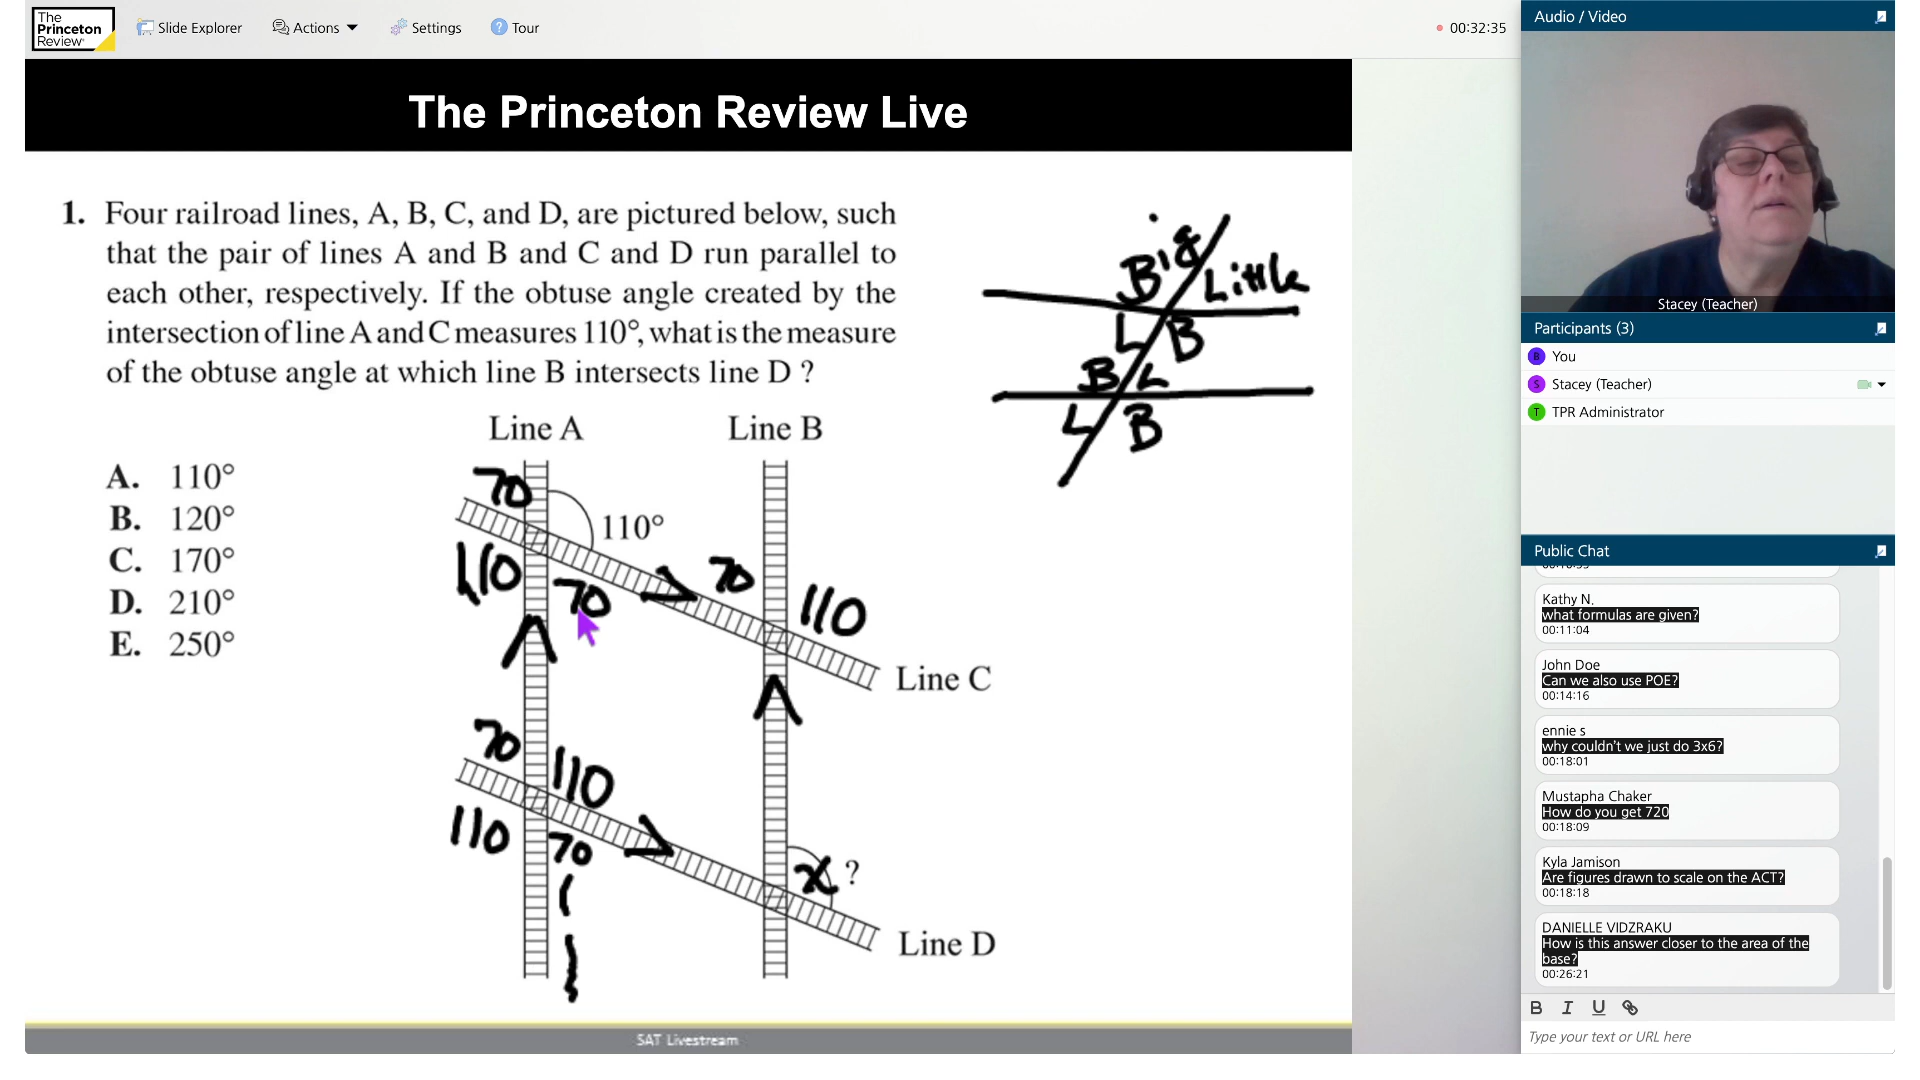 The
Princeton
Review
Slide Explorer
Actions
Settings
Tour
00:32:35
The Princeton Review Live
1. Four railroad lines, A, B, C, and D, are pictured below, such
that the pair of lines A and B and C and D run parallel to
each other, respectively. If the obtuse angle created by the
intersection of line A and C measures 110°, what is the measure
of the obtuse angle at which line B intersects line D ?
A. 110°
B. 120°
C. 170°
D. 210°
E. 250°
Line A
Line B
70
110°
110
70
70
110
Line C
70
110
110
70
x ?
Line D
Big
Little
L B
B L
L B
SAT Livestream
Audio / Video
Stacey (Teacher)
Participants (3)
B You
S Stacey (Teacher)
T TPR Administrator
Public Chat
Kathy N.
what formulas are given?
00:11:04
John Doe
Can we also use POE?
00:14:16
ennie s
why couldn't we just do 3x6?
00:18:01
Mustapha Chaker
How do you get 720
00:18:09
Kyla Jamison
Are figures drawn to scale on the ACT?
00:18:18
DANIELLE VIDZRAKU
How is this answer closer to the area of the
base?
00:26:21
B I U
Type your text or URL here